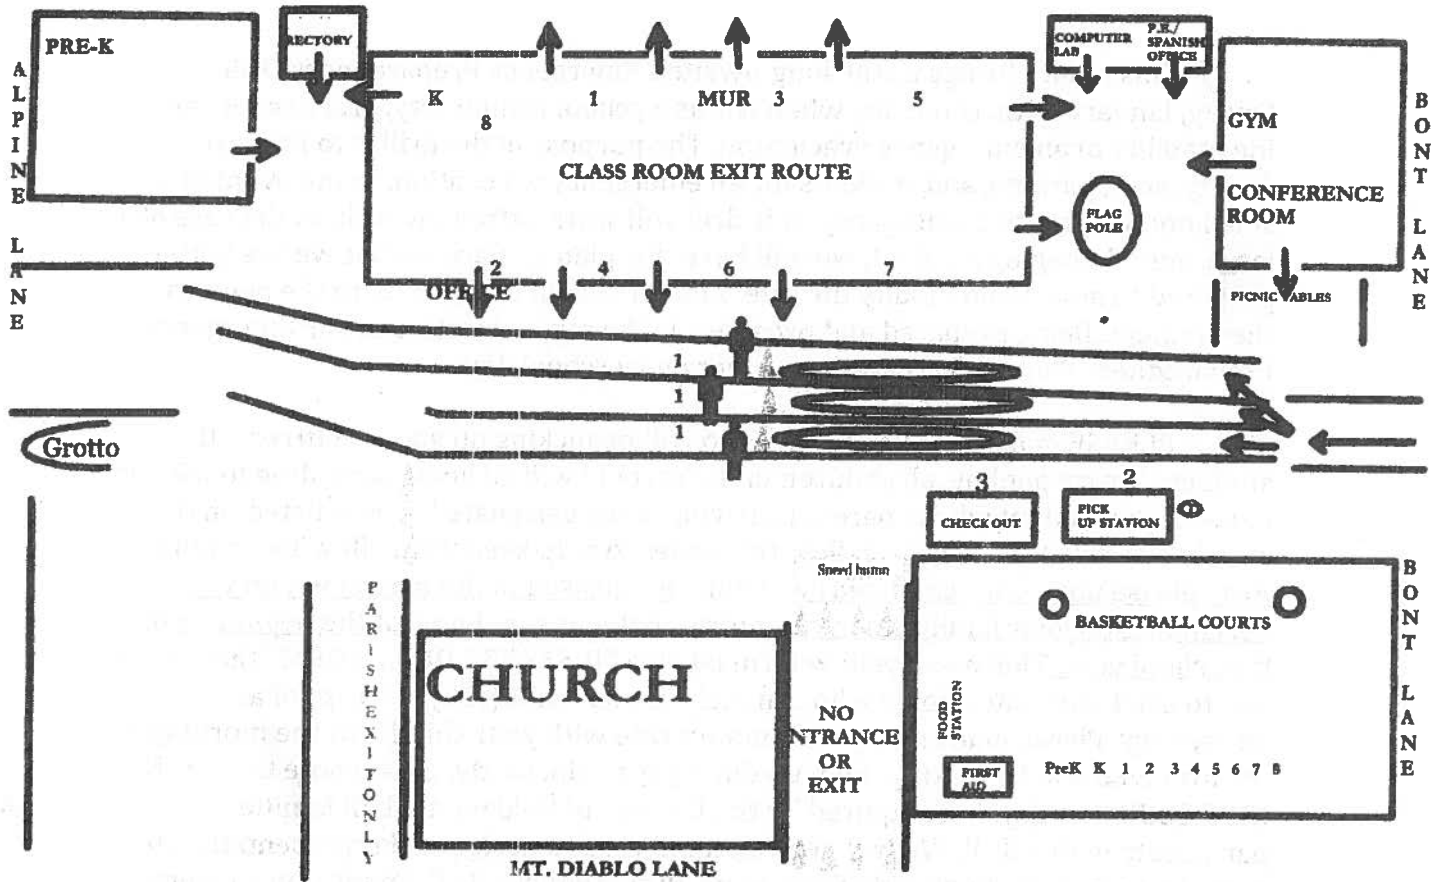 PRE-K
RECTORY
COMPUTER
LAB
P.E./
SPANISH
OFFICE
ALPINE LANE
K 1 MUR 3 5
8
GYM
BONT LANE
CLASS ROOM EXIT ROUTE
CONFERENCE
ROOM
FLAG
POLE
2 4 6 7
OFFICE
PICNIC TABLES
1
1
1
Grotto
3
2
CHECK OUT
PICK
UP STATION
Speed hump
PARISH EXIT ONLY
BASKETBALL COURTS
BONT LANE
CHURCH
FOOD
STATION
NO
ENTRANCE
OR
EXIT
FIRST
AID
PreK K 1 2 3 4 5 6 7 8
MT. DIABLO LANE